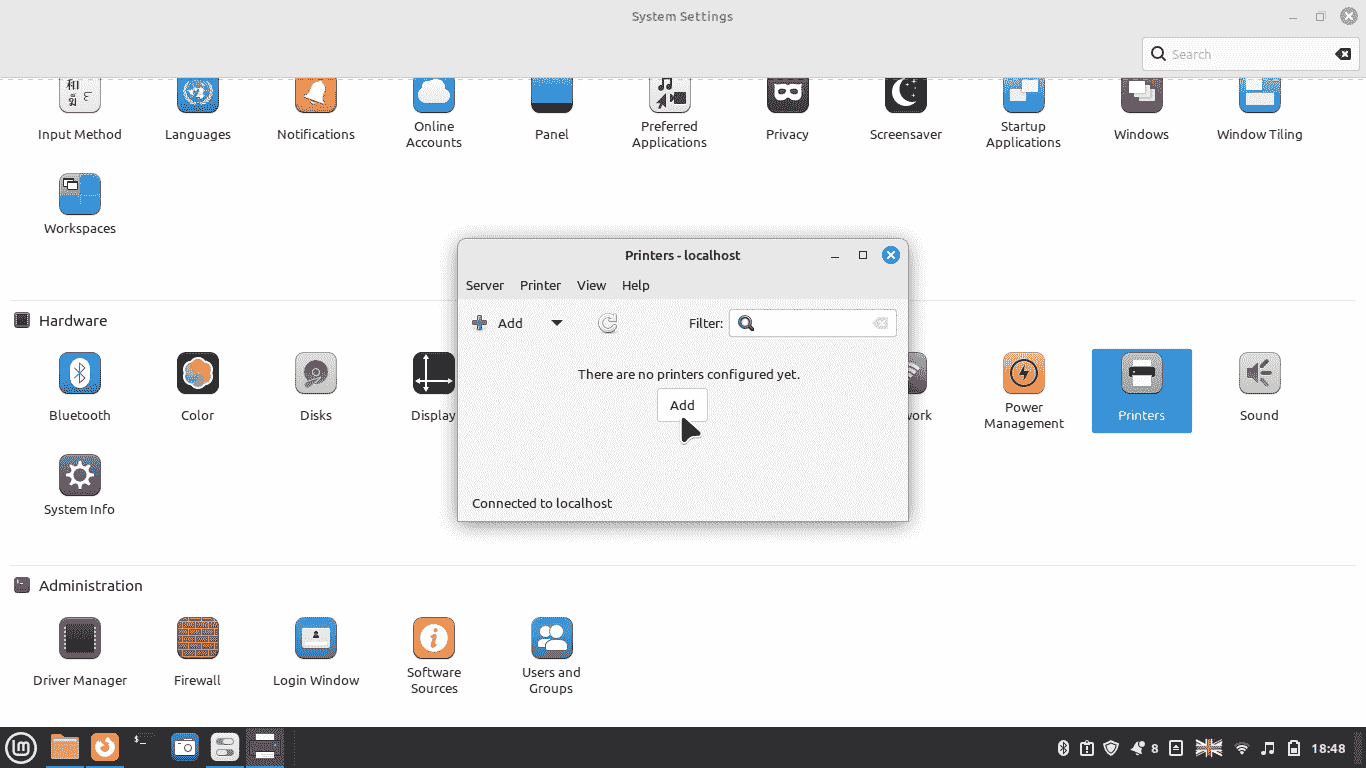 System Settings
Search
Input Method
Languages
Notifications
Online
Accounts
Panel
Preferred
Applications
Privacy
Screensaver
Startup
Applications
Windows
Window Tiling
Workspaces
Printers - localhost
Server Printer View Help
Add
Filter:
There are no printers configured yet.
Add
Connected to localhost
Hardware
Bluetooth
Color
Disks
Display
work
Power
Management
Printers
Sound
System Info
Administration
Driver Manager
Firewall
Login Window
Software
Sources
Users and
Groups
8
18:48